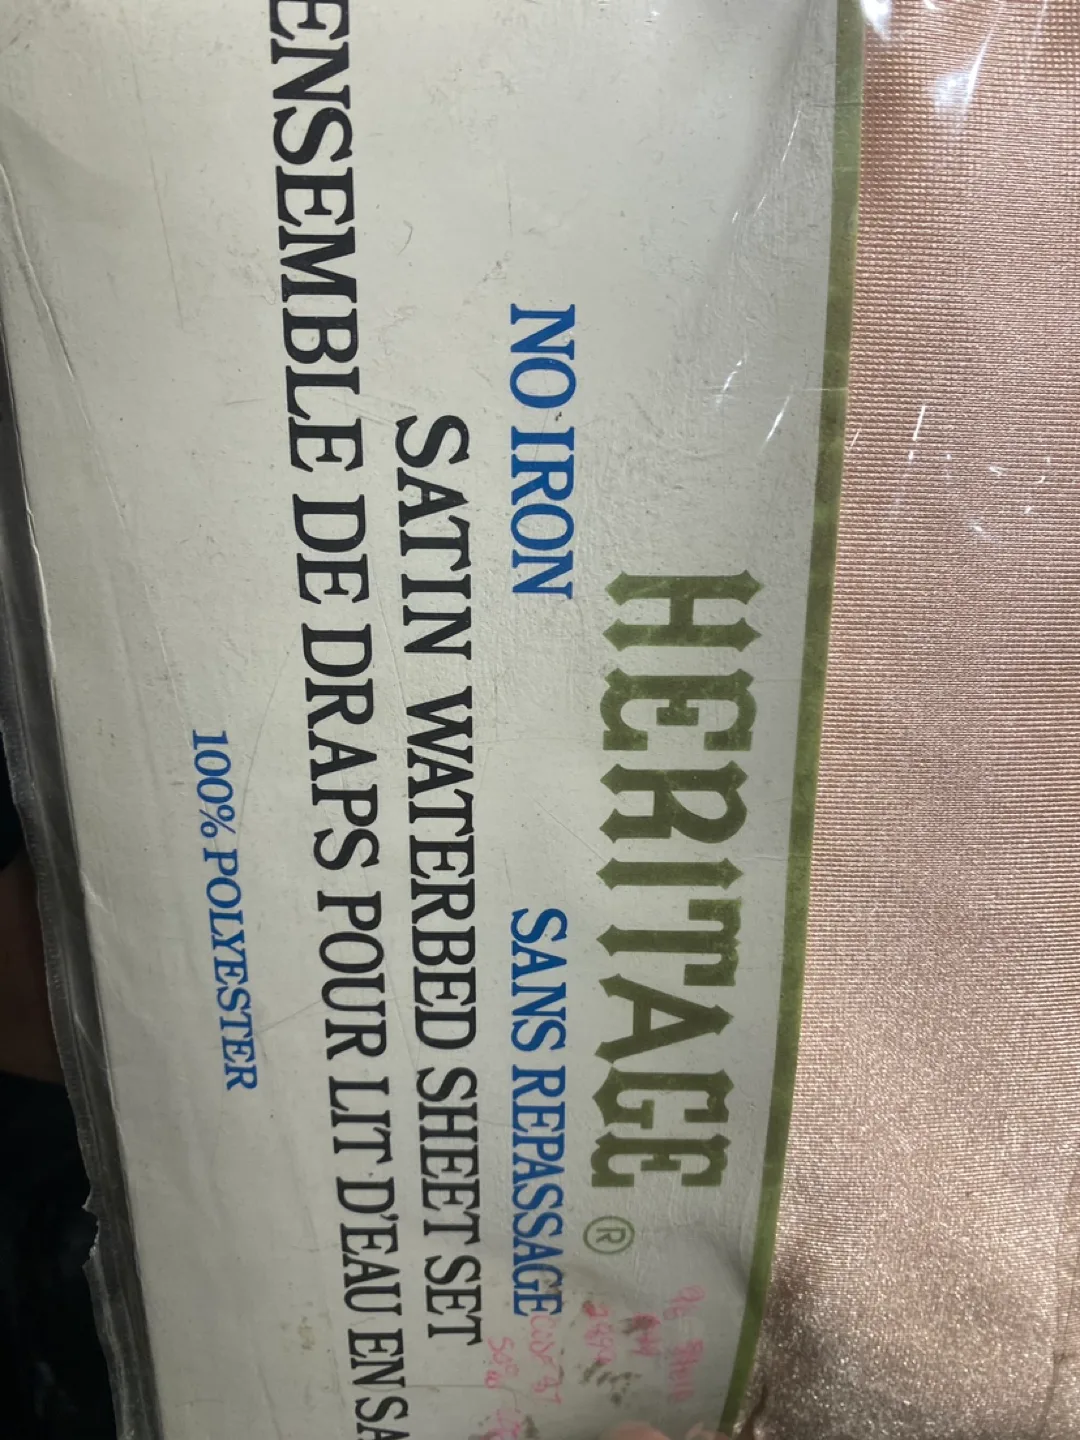 HERITAGE ®
NO IRON SANS REPASSAGE
SATIN WATERBED SHEET SET
ENSEMBLE DE DRAPS POUR LIT D'EAU EN SA
100% POLYESTER